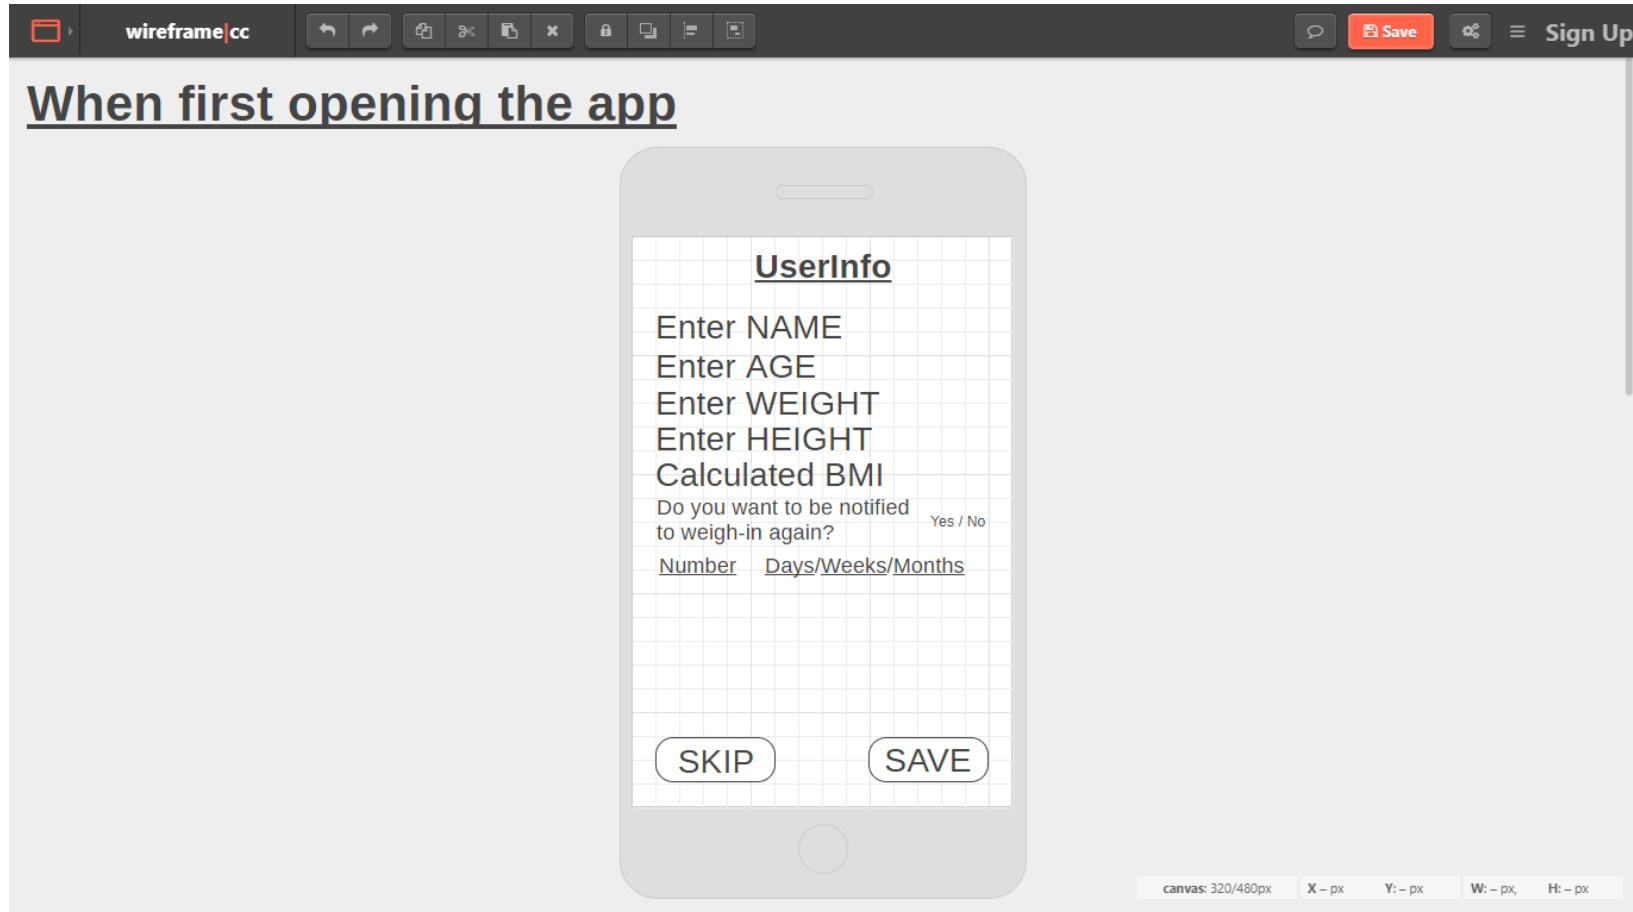 wireframe|cc
Save
Sign Up
When first opening the app
UserInfo
Enter NAME
Enter AGE
Enter WEIGHT
Enter HEIGHT
Calculated BMI
Do you want to be notified
to weigh-in again?
Yes / No
Number Days/Weeks/Months
SKIP SAVE
canvas: 320/480px X – px Y: – px W: – px, H: – px